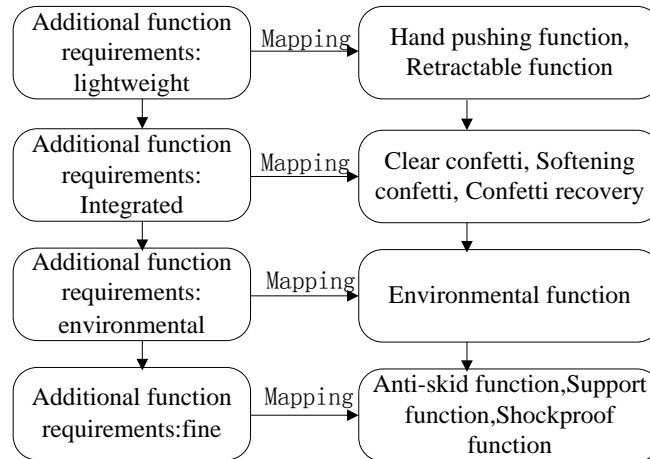 Additional function
requirements:
lightweight
Mapping
Hand pushing function,
Retractable function
Additional function
requirements:
Integrated
Mapping
Clear confetti, Softening
confetti, Confetti recovery
Additional function
requirements:
environmental
Mapping
Environmental function
Additional function
requirements:fine
Mapping
Anti-skid function,Support
function,Shockproof
function